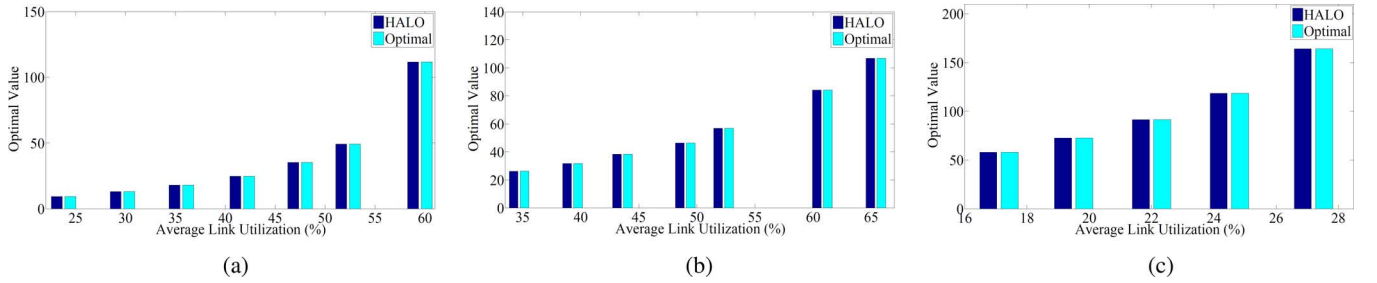 150
100
50
0
Optimal Value
HALO
Optimal
25 30 35 40 45 50 55 60
Average Link Utilization (%)
(a)
140
120
100
80
60
40
20
0
Optimal Value
HALO
Optimal
35 40 45 50 55 60 65
Average Link Utilization (%)
(b)
200
150
100
50
0
Optimal Value
HALO
Optimal
16 18 20 22 24 26 28
Average Link Utilization (%)
(c)